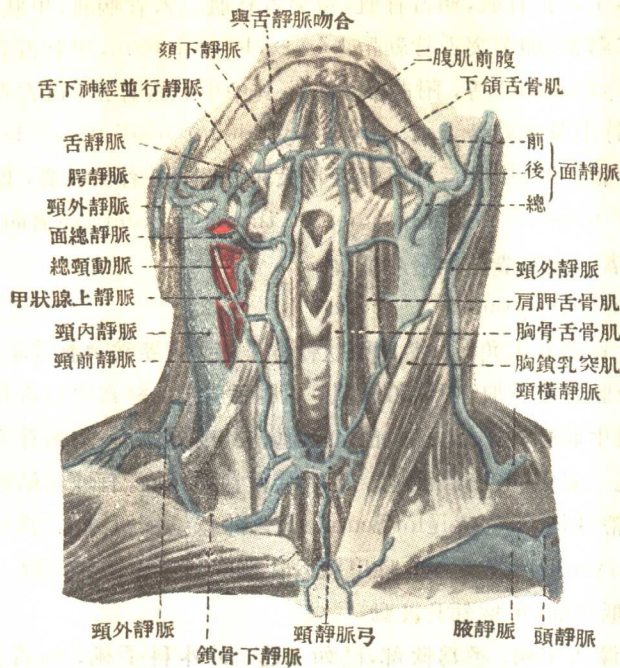 與舌靜脈吻合
頦下靜脈
舌下神經並行靜脈
舌靜脈
腭靜脈
頸外靜脈
面總靜脈
總頸動脈
甲狀腺上靜脈
頸內靜脈
頸前靜脈
二腹肌前腹
下頜舌骨肌
前
後
總
面靜脈
頸外靜脈
肩胛舌骨肌
胸骨舌骨肌
胸鎖乳突肌
頸橫靜脈
頸外靜脈
鎖骨下靜脈
頸靜脈弓
腋靜脈
頭靜脈